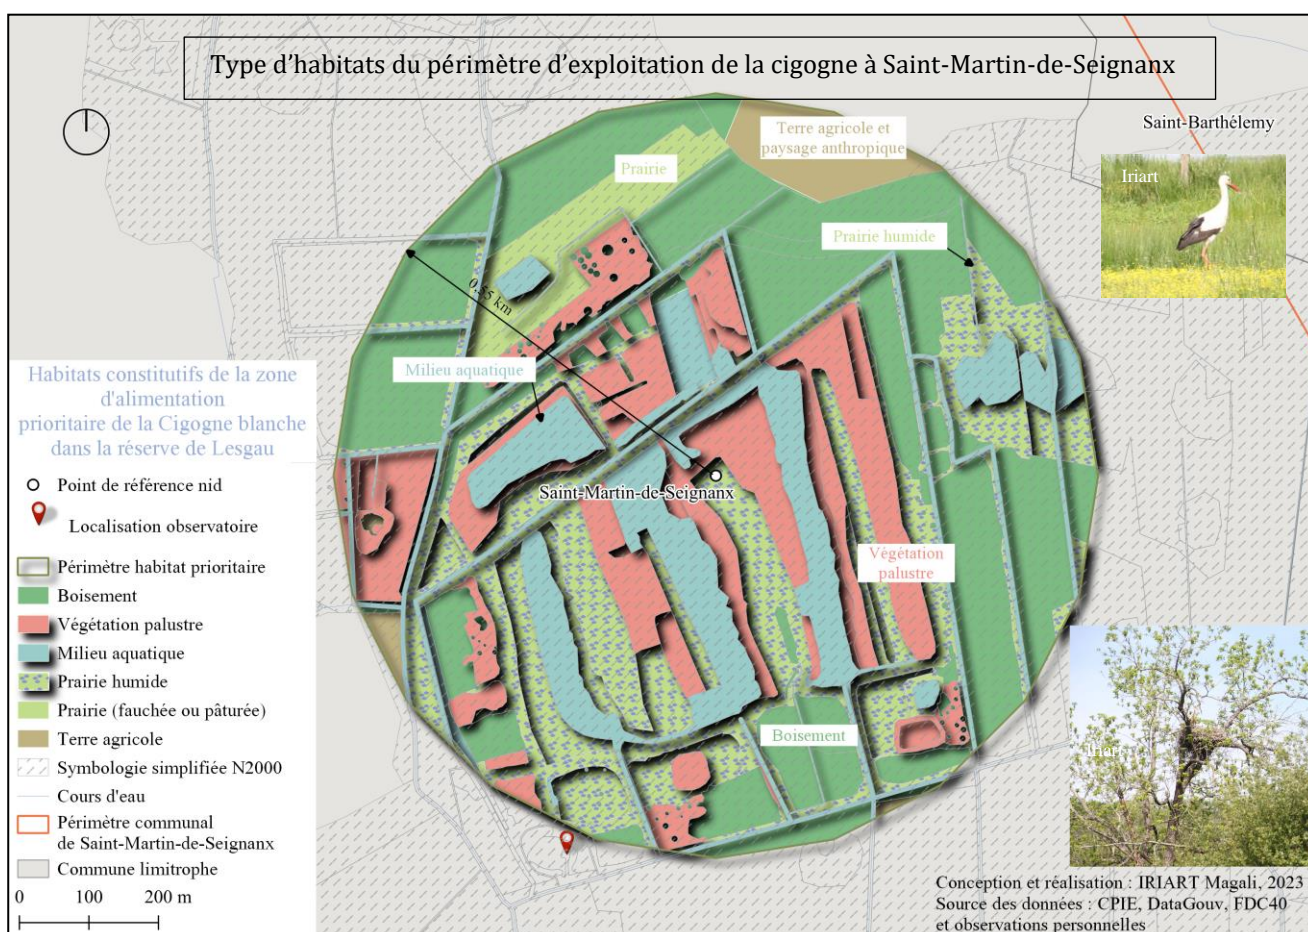 Type d'habitats du périmètre d'exploitation de la cigogne à Saint-Martin-de-Seignanx
Saint-Barthélemy
Terre agricole et
paysage anthropique
Prairie
Iriart
Prairie humide
0,55 km
Milieu aquatique
Saint-Martin-de-Seignanx
Végétation
palustre
Boisement
Iriart
Habitats constitutifs de la zone
d'alimentation
prioritaire de la Cigogne blanche
dans la réserve de Lesgau
Point de référence nid
Localisation observatoire
Périmètre habitat prioritaire
Boisement
Végétation palustre
Milieu aquatique
Prairie humide
Prairie (fauchée ou pâturée)
Terre agricole
Symbologie simplifiée N2000
Cours d'eau
Périmètre communal
de Saint-Martin-de-Seignanx
Commune limitrophe
0 100 200 m
Conception et réalisation : IRIART Magali, 2023
Source des données : CPIE, DataGouv, FDC40
et observations personnelles